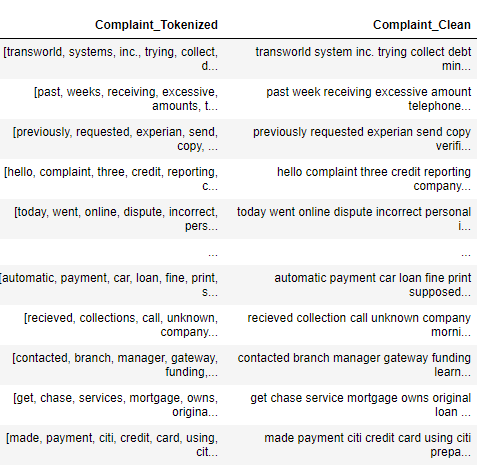 Complaint_Tokenized Complaint_Clean
[transworld, systems, inc., trying, collect, transworld system inc. trying collect debt
d... min...
[past, weeks, receiving, excessive, past week receiving excessive amount
amounts, t... telephone...
[previously, requested, experian, send, previously requested experian send copy
copy, ... verifi...
[hello, complaint, three, credit, reporting, hello complaint three credit reporting
c... company...
[today, went, online, dispute, incorrect, today went online dispute incorrect personal
pers... i...
... ...
[automatic, payment, car, loan, fine, print, automatic payment car loan fine print
s... supposed...
[recieved, collections, call, unknown, recieved collection call unknown company
company... morni...
[contacted, branch, manager, gateway, contacted branch manager gateway funding
funding,... learn...
[get, chase, services, mortgage, owns, get chase service mortgage owns original
origina... loan ...
[made, payment, citi, credit, card, using, made payment citi credit card using citi
cit... prepa...